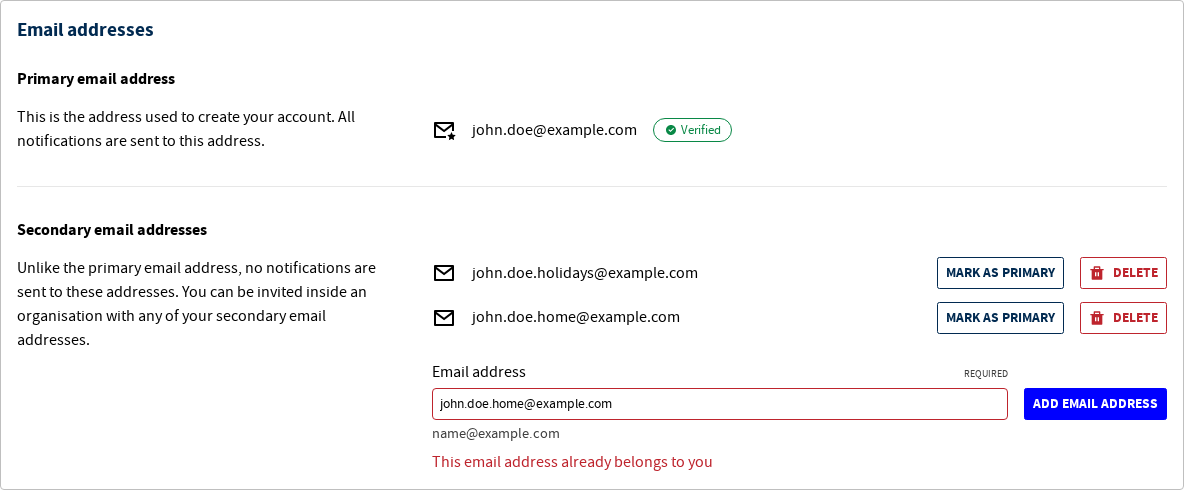 Email addresses
Primary email address
This is the address used to create your account. All
notifications are sent to this address.
john.doe@example.com
Verified
Secondary email addresses
Unlike the primary email address, no notifications are
sent to these addresses. You can be invited inside an
organisation with any of your secondary email
addresses.
john.doe.holidays@example.com
MARK AS PRIMARY
DELETE
john.doe.home@example.com
MARK AS PRIMARY
DELETE
Email address
REQUIRED
john.doe.home@example.com
ADD EMAIL ADDRESS
name@example.com
This email address already belongs to you